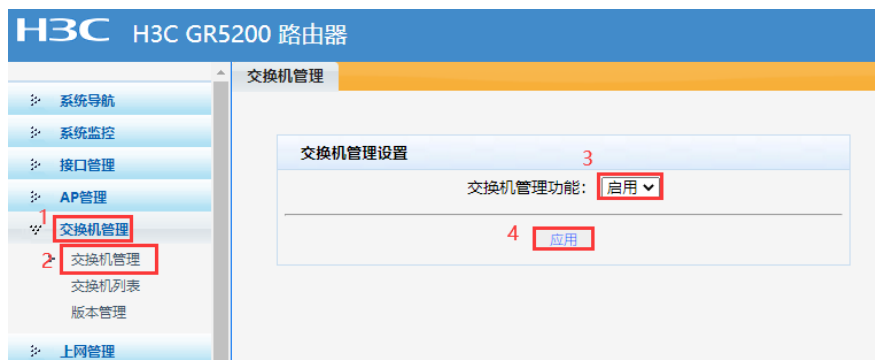 H3C H3C GR5200 路由器
交换机管理
系统导航
系统监控
接口管理
AP管理
1 交换机管理
2 交换机管理
交换机列表
版本管理
上网管理
交换机管理设置
3
交换机管理功能： 启用
4 应用